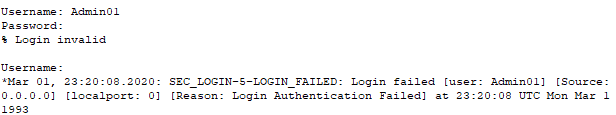 Username: Admin01
Password:
% Login invalid
Username:
*Mar 01, 23:20:08.2020: SEC_LOGIN-5-LOGIN_FAILED: Login failed [user: Admin01] [Source:
0.0.0.0] [localport: 0] [Reason: Login Authentication Failed] at 23:20:08 UTC Mon Mar 1
1993